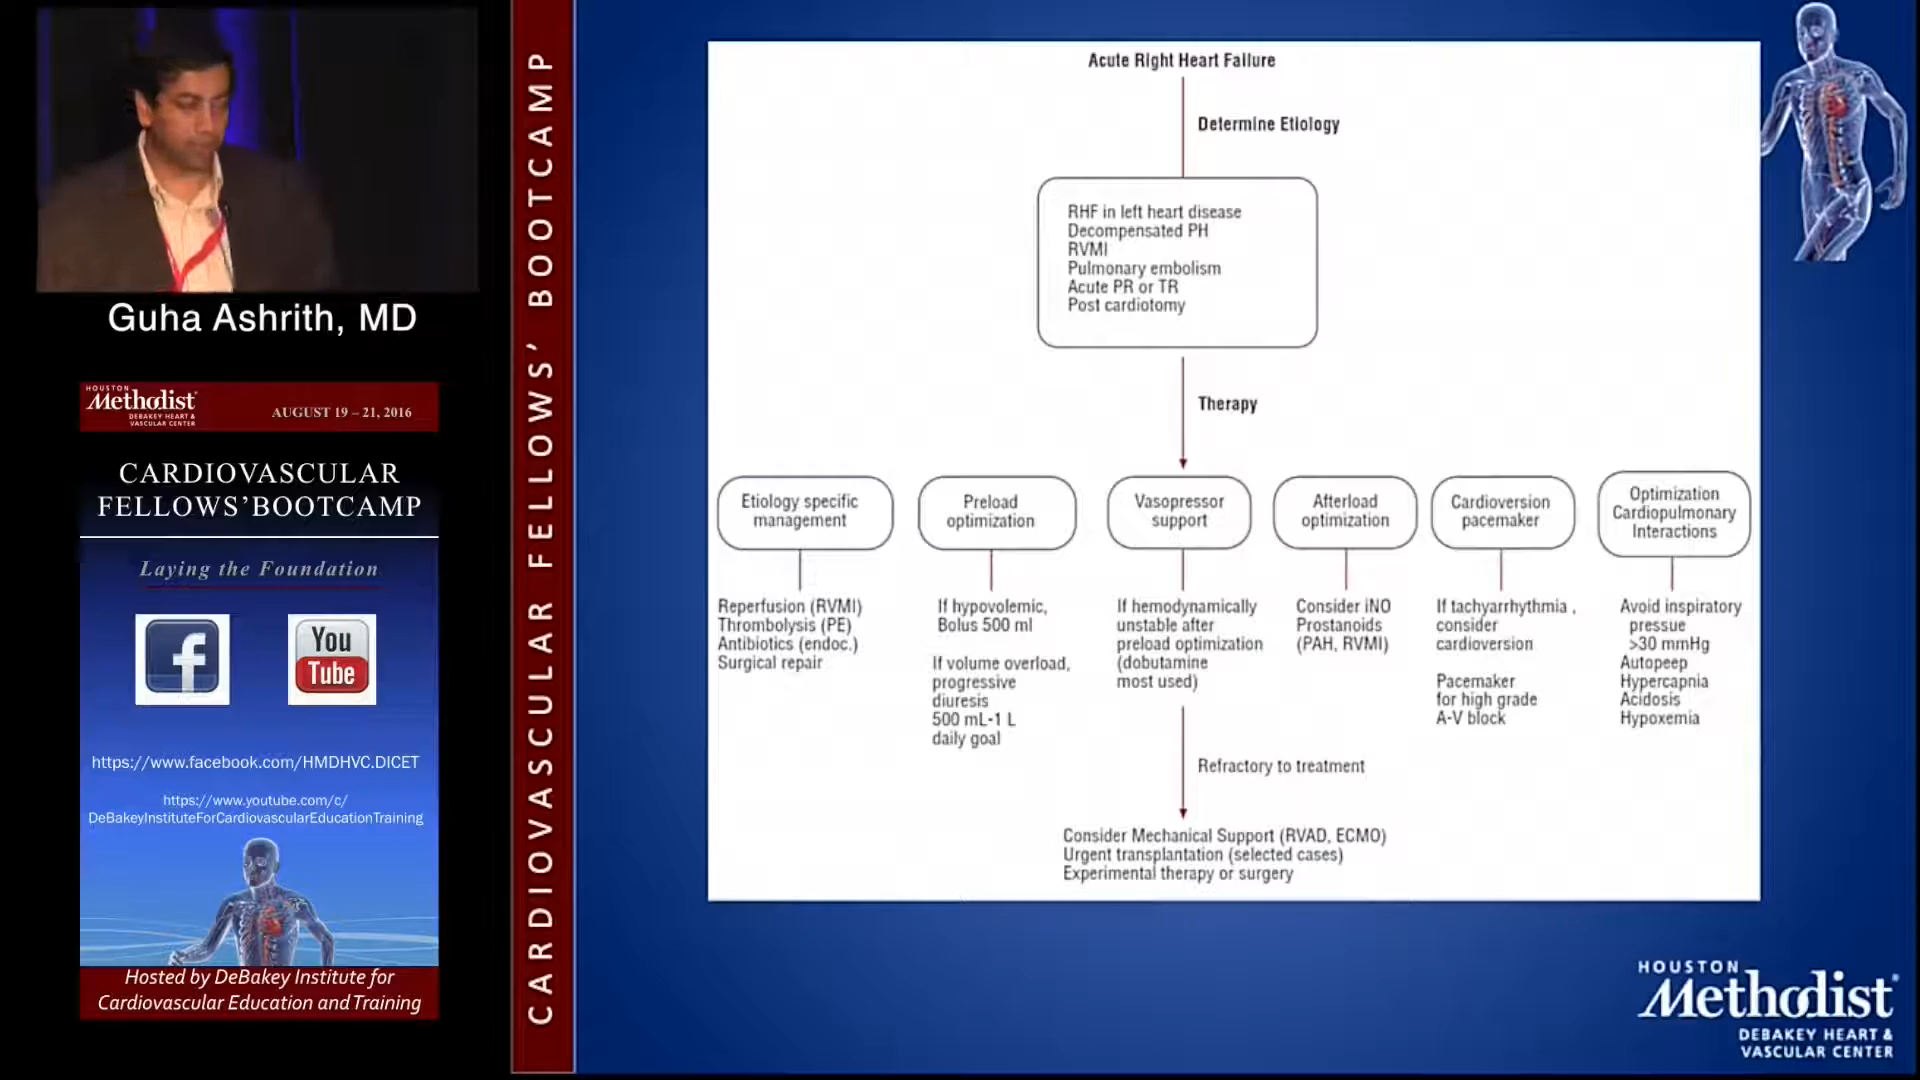 Guha Ashrith, MD
HOUSTON
Methodist
DEBAKEY HEART &
VASCULAR CENTER
AUGUST 19 – 21, 2016
CARDIOVASCULAR
FELLOWS’BOOTCAMP
Laying the Foundation
f
You
Tube
https://www.facebook.com/HMDHVC.DICET
https://www.youtube.com/c/
DeBakeyInstituteForCardiovascularEducationTraining
Hosted by DeBakey Institute for
Cardiovascular Education and Training
CARDIOVASCULAR FELLOWS’ BOOTCAMP
Acute Right Heart Failure
Determine Etiology
RHF in left heart disease
Decompensated PH
RVMI
Pulmonary embolism
Acute PR or TR
Post cardiotomy
Therapy
Etiology specific
management
Reperfusion (RVMI)
Thrombolysis (PE)
Antibiotics (endoc.)
Surgical repair
Preload
optimization
If hypovolemic,
Bolus 500 ml
If volume overload,
progressive
diuresis
500 mL-1 L
daily goal
Vasopressor
support
If hemodynamically
unstable after
preload optimization
(dobutamine
most used)
Afterload
optimization
Consider iNO
Prostanoids
(PAH, RVMI)
Cardioversion
pacemaker
If tachyarrhythmia ,
consider
cardioversion
Pacemaker
for high grade
A-V block
Optimization
Cardiopulmonary
Interactions
Avoid inspiratory
pressue
>30 mmHg
Autopeep
Hypercapnia
Acidosis
Hypoxemia
Refractory to treatment
Consider Mechanical Support (RVAD, ECMO)
Urgent transplantation (selected cases)
Experimental therapy or surgery
HOUSTON
Methodist
DEBAKEY HEART &
VASCULAR CENTER